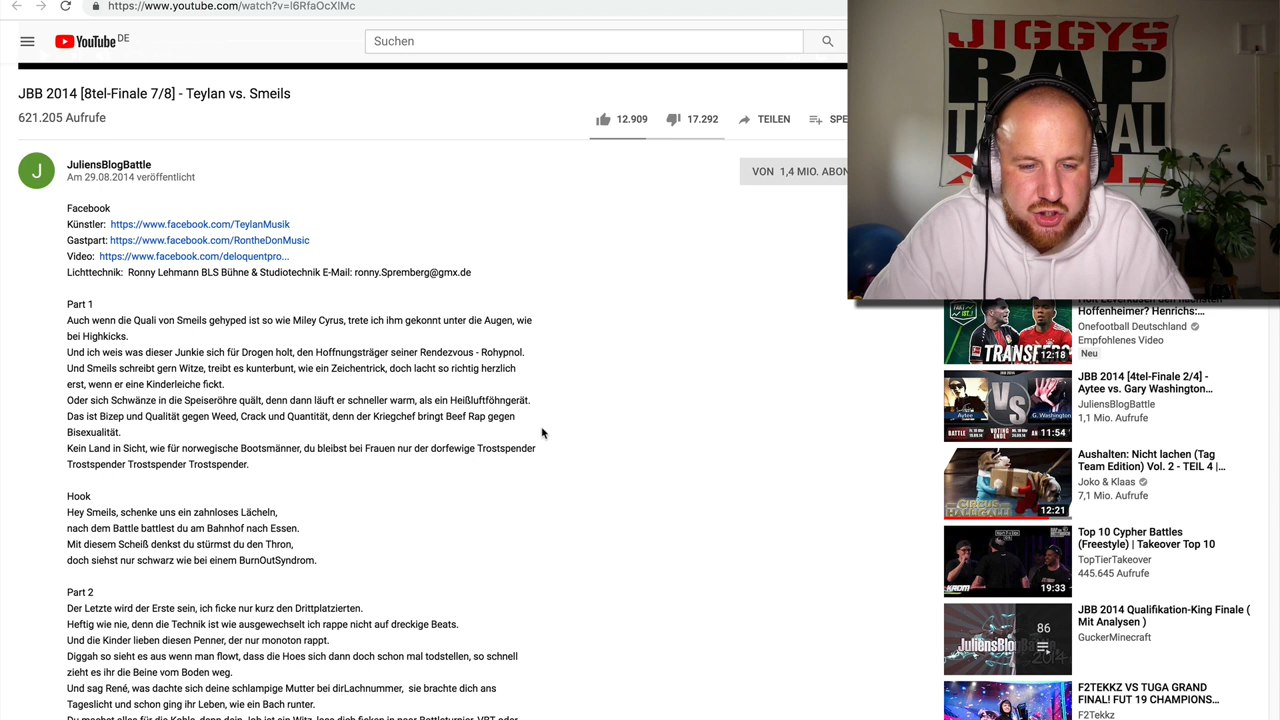 https://www.youtube.com/watch?v=I6RfaOcXlMc
YouTube DE
Suchen
JBB 2014 [8tel-Finale 7/8] - Teylan vs. Smeils
621.205 Aufrufe
12.909
17.292
TEILEN
SPE
JuliensBlogBattle
Am 29.08.2014 veröffentlicht
VON 1,4 MIO. ABON
J
Facebook
Künstler: https://www.facebook.com/TeylanMusik
Gastpart: https://www.facebook.com/RontheDonMusic
Video: https://www.facebook.com/deloquentpro...
Lichttechnik: Ronny Lehmann BLS Bühne & Studiotechnik E-Mail: ronny.Spremberg@gmx.de
Part 1
Auch wenn die Quali von Smeils gehyped ist so wie Miley Cyrus, trete ich ihm gekonnt unter die Augen, wie
bei Highkicks.
Und ich weis was dieser Junkie sich für Drogen holt, den Hoffnungsträger seiner Rendezvous - Rohypnol.
Und Smeils schreibt gern Witze, treibt es kunterbunt, wie ein Zeichentrick, doch lacht so richtig herzlich
erst, wenn er eine Kinderleiche fickt.
Oder sich Schwänze in die Speiseröhre quält, denn dann läuft er schneller warm, als ein Heißluftföhngerät.
Das ist Bizep und Qualität gegen Weed, Crack und Quantität, denn der Kriegchef bringt Beef Rap gegen
Bisexualität.
Kein Land in Sicht, wie für norwegische Bootsmänner, du bleibst bei Frauen nur der dorfewige Trostspender
Trostspender Trostspender Trostspender.
Hook
Hey Smeils, schenke uns ein zahnloses Lächeln,
nach dem Battle battlest du am Bahnhof nach Essen.
Mit diesem Scheiß denkst du stürmst du den Thron,
doch siehst nur schwarz wie bei einem BurnOutSyndrom.
Part 2
Der Letzte wird der Erste sein, ich ficke nur kurz den Drittplatzierten.
Heftig wie nie, denn die Technik ist wie ausgewechselt ich rappe nicht auf dreckige Beats.
Und die Kinder lieben diesen Penner, der nur monoton rappt.
Diggah so sieht es aus wenn man flowt, dass die Hoes sich dann doch schon mal todstellen, so schnell
zieht es ihr die Beine vom Boden weg.
Und sag René, was dachte sich deine schlampige Mutter bei dirLachnummer, sie brachte dich ans
Tageslicht und schon ging ihr Leben, wie ein Bach runter.
JIGGYS
RAP
Hoffenheimer? Henrichs:...
Onefootball Deutschland
Empfohlenes Video
Neu
FAKT IST..!
TRANSFERS
12:18
JBB 2014 [4tel-Finale 2/4] -
Aytee vs. Gary Washington...
JuliensBlogBattle
1,1 Mio. Aufrufe
Aytee
VS
G. Washington
11:54
Aushalten: Nicht lachen (Tag
Team Edition) Vol. 2 - TEIL 4 |...
Joko & Klaas
7,1 Mio. Aufrufe
12:21
Top 10 Cypher Battles
(Freestyle) | Takeover Top 10
TopTierTakeover
445.645 Aufrufe
19:33
JBB 2014 Qualifikation-King Finale (
Mit Analysen )
GuckerMinecraft
86
F2TEKKZ VS TUGA GRAND
FINAL! FUT 19 CHAMPIONS...
F2Tekkz